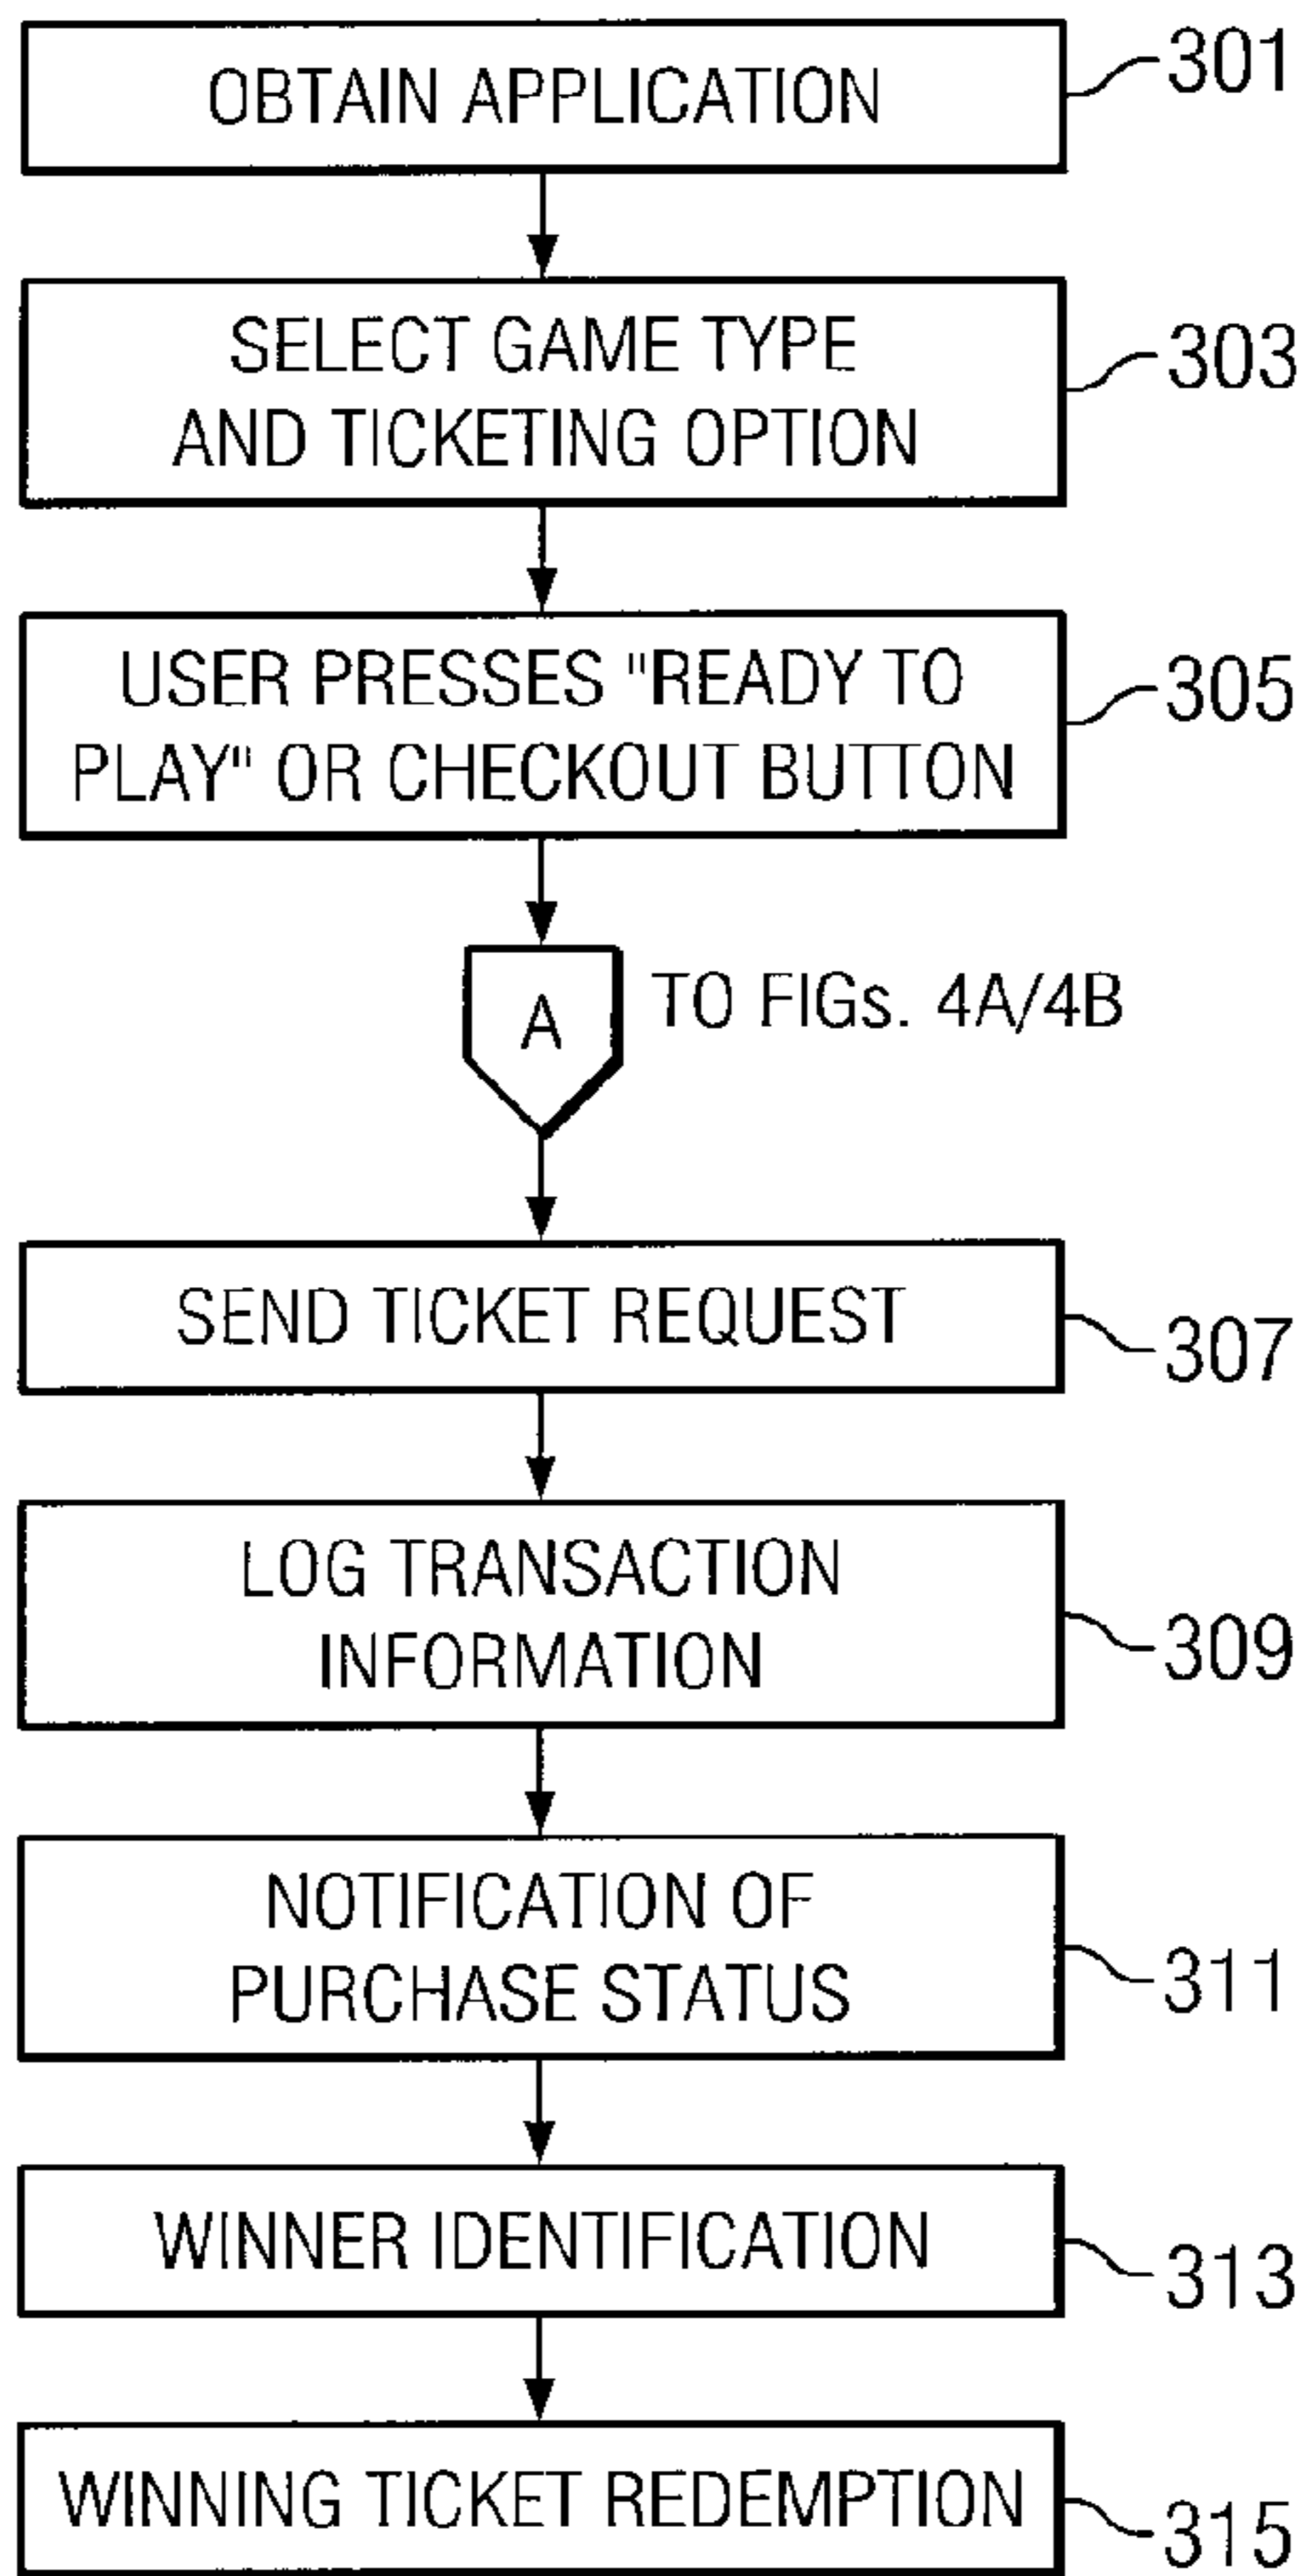 OBTAIN APPLICATION
301
SELECT GAME TYPE
AND TICKETING OPTION
303
USER PRESSES "READY TO
PLAY" OR CHECKOUT BUTTON
305
A
TO FIGs. 4A/4B
SEND TICKET REQUEST
307
LOG TRANSACTION
INFORMATION
309
NOTIFICATION OF
PURCHASE STATUS
311
WINNER IDENTIFICATION
313
WINNING TICKET REDEMPTION
315